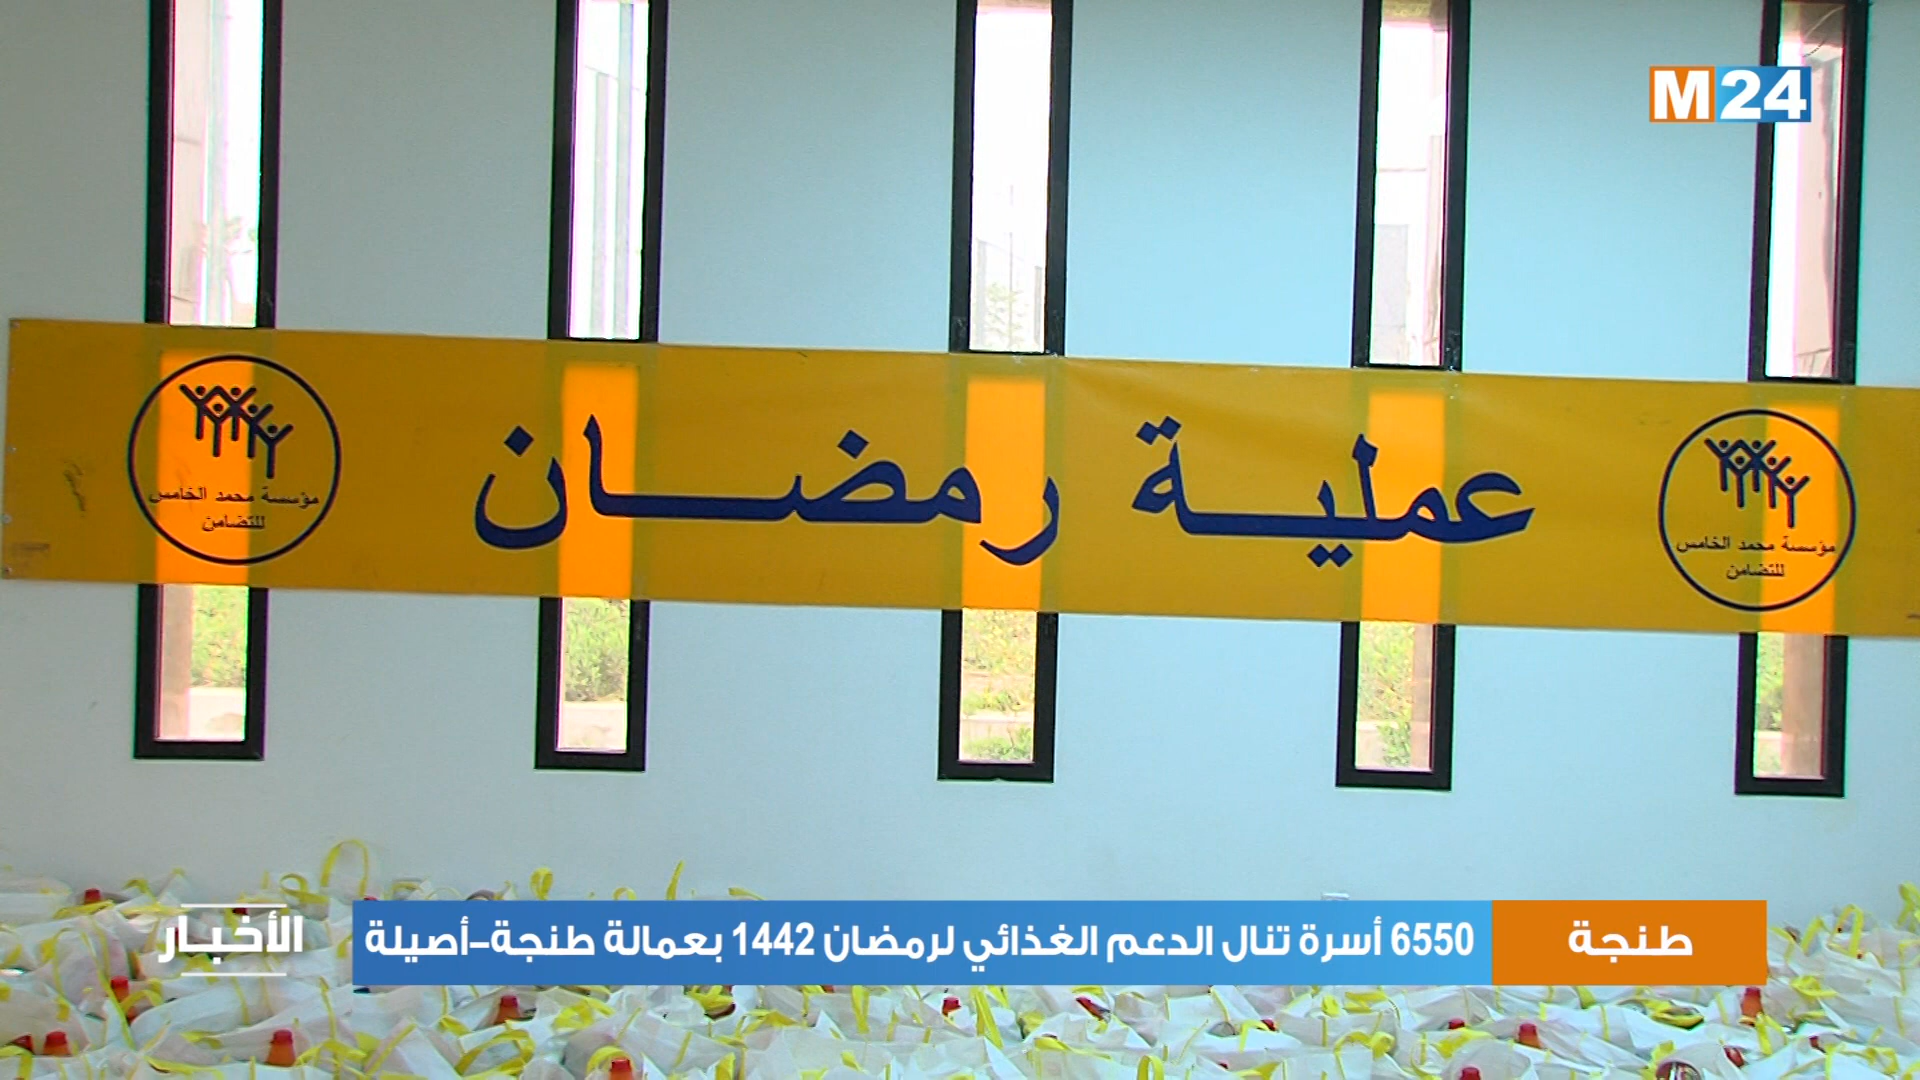 M24
عملية رمضان
مؤسسة محمد الخامس
للتضامن
مؤسسة محمد الخامس
للتضامن
طنجة
6550 أسرة تنال الدعم الغذائي لرمضان 1442 بعمالة طنجة-أصيلة
الأخبار